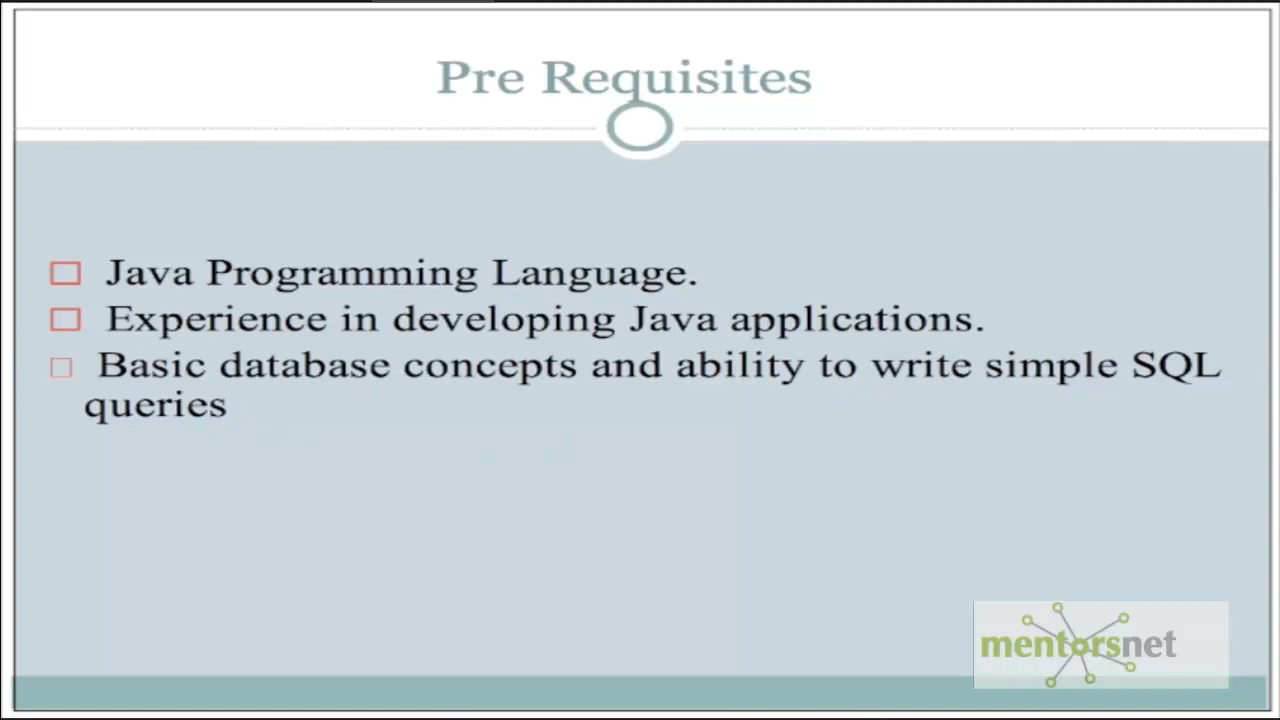 Pre Requisites
Java Programming Language.
Experience in developing Java applications.
Basic database concepts and ability to write simple SQL
queries
mentorsnet